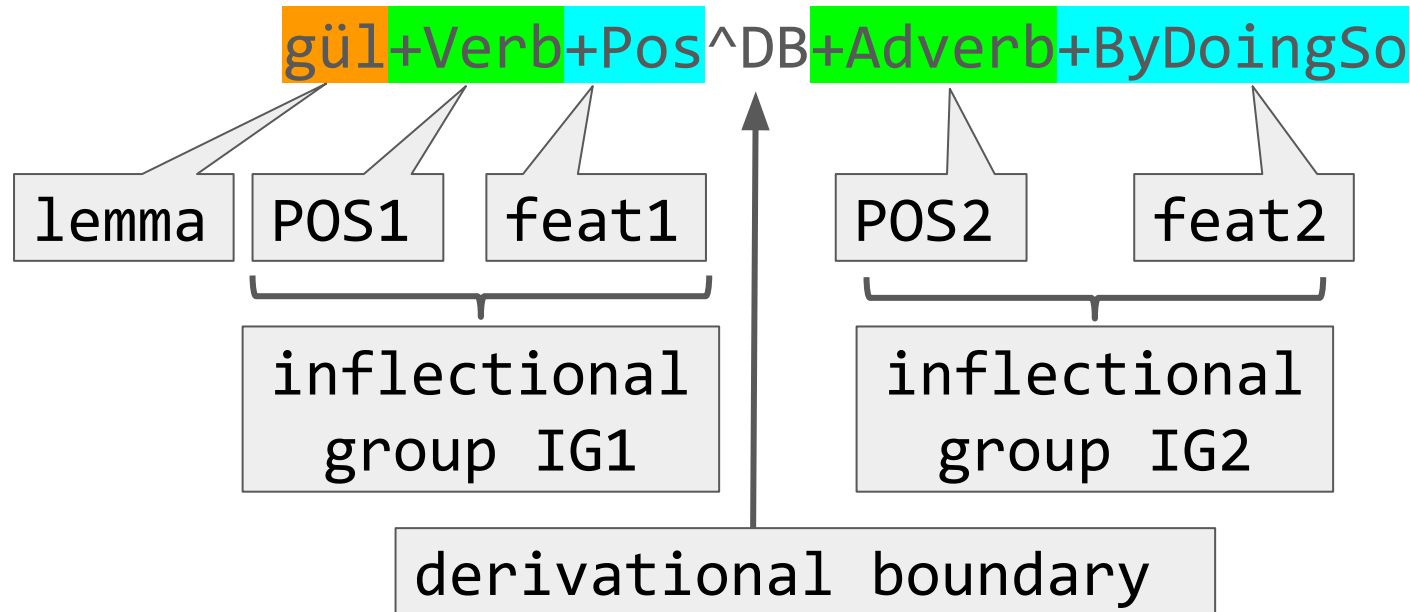 gül+Verb+Pos^DB+Adverb+ByDoingSo
lemma POS1 feat1 POS2 feat2
inflectional
group IG1
inflectional
group IG2
derivational boundary